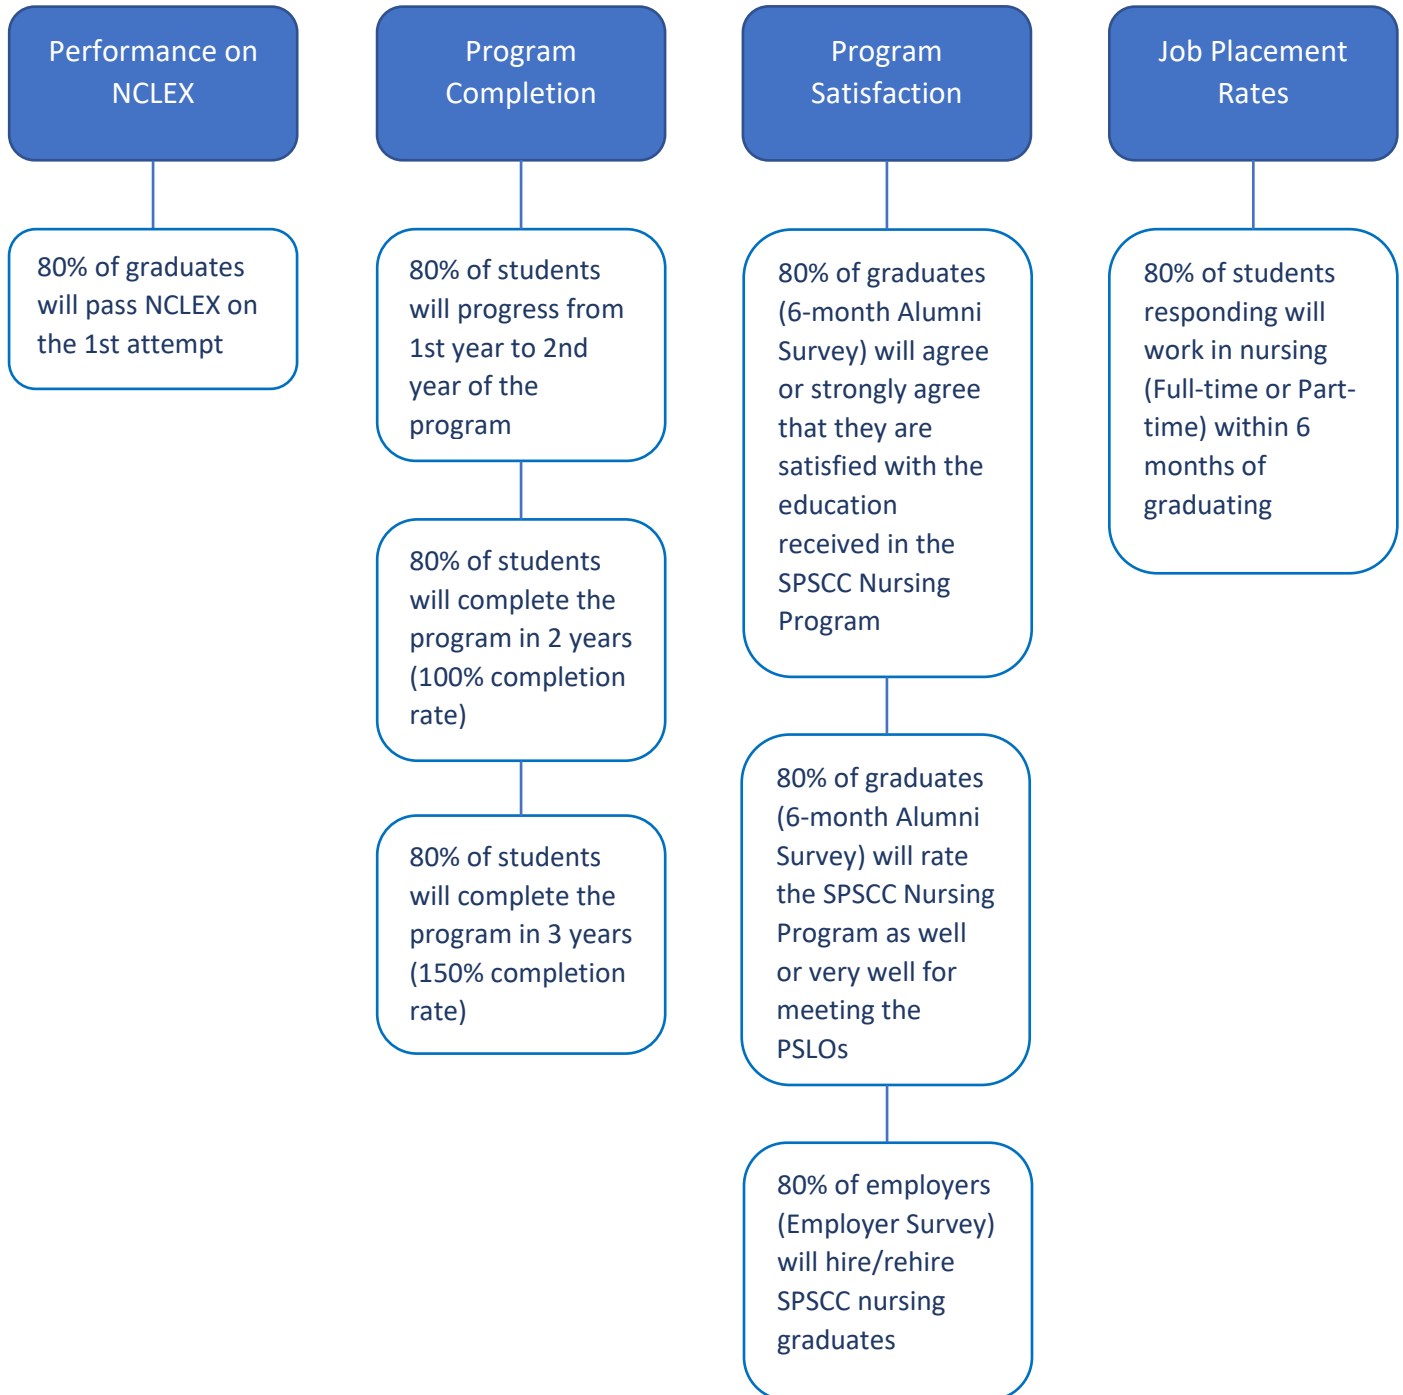 Performance on
NCLEX
80% of graduates
will pass NCLEX on
the 1st attempt
Program
Completion
80% of students
will progress from
1st year to 2nd
year of the
program
80% of students
will complete the
program in 2 years
(100% completion
rate)
80% of students
will complete the
program in 3 years
(150% completion
rate)
Program
Satisfaction
80% of graduates
(6-month Alumni
Survey) will agree
or strongly agree
that they are
satisfied with the
education
received in the
SPSCC Nursing
Program
80% of graduates
(6-month Alumni
Survey) will rate
the SPSCC Nursing
Program as well
or very well for
meeting the
PSLOs
80% of employers
(Employer Survey)
will hire/rehire
SPSCC nursing
graduates
Job Placement
Rates
80% of students
responding will
work in nursing
(Full-time or Part-
time) within 6
months of
graduating